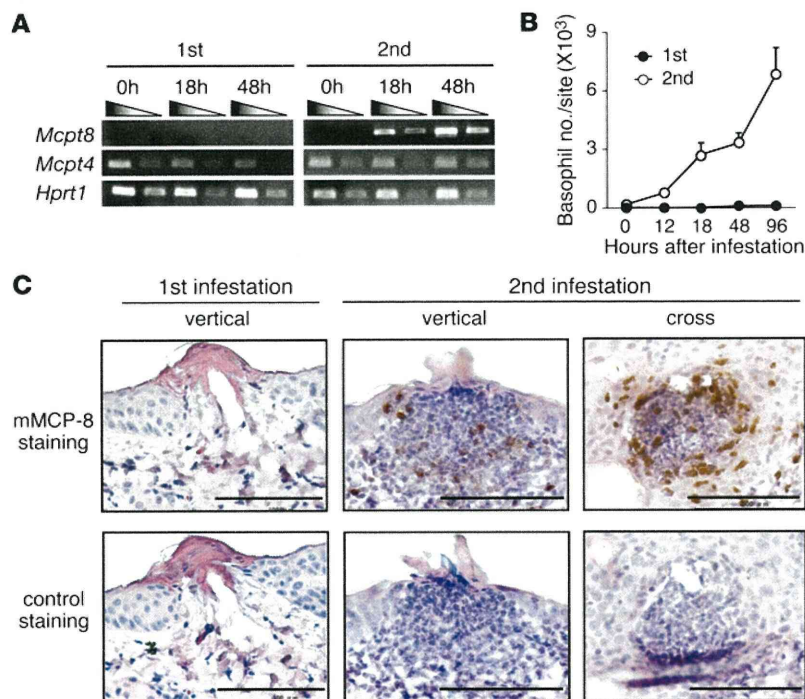 A
1st 2nd
0h 18h 48h 0h 18h 48h
Mcpt8
Mcpt4
Hprt1
B
Basophil no./site (X10³)
9
6
3
0
1st
2nd
0 12 18 48 96
Hours after infestation
C
1st infestation 2nd infestation
vertical vertical cross
mMCP-8
staining
control
staining